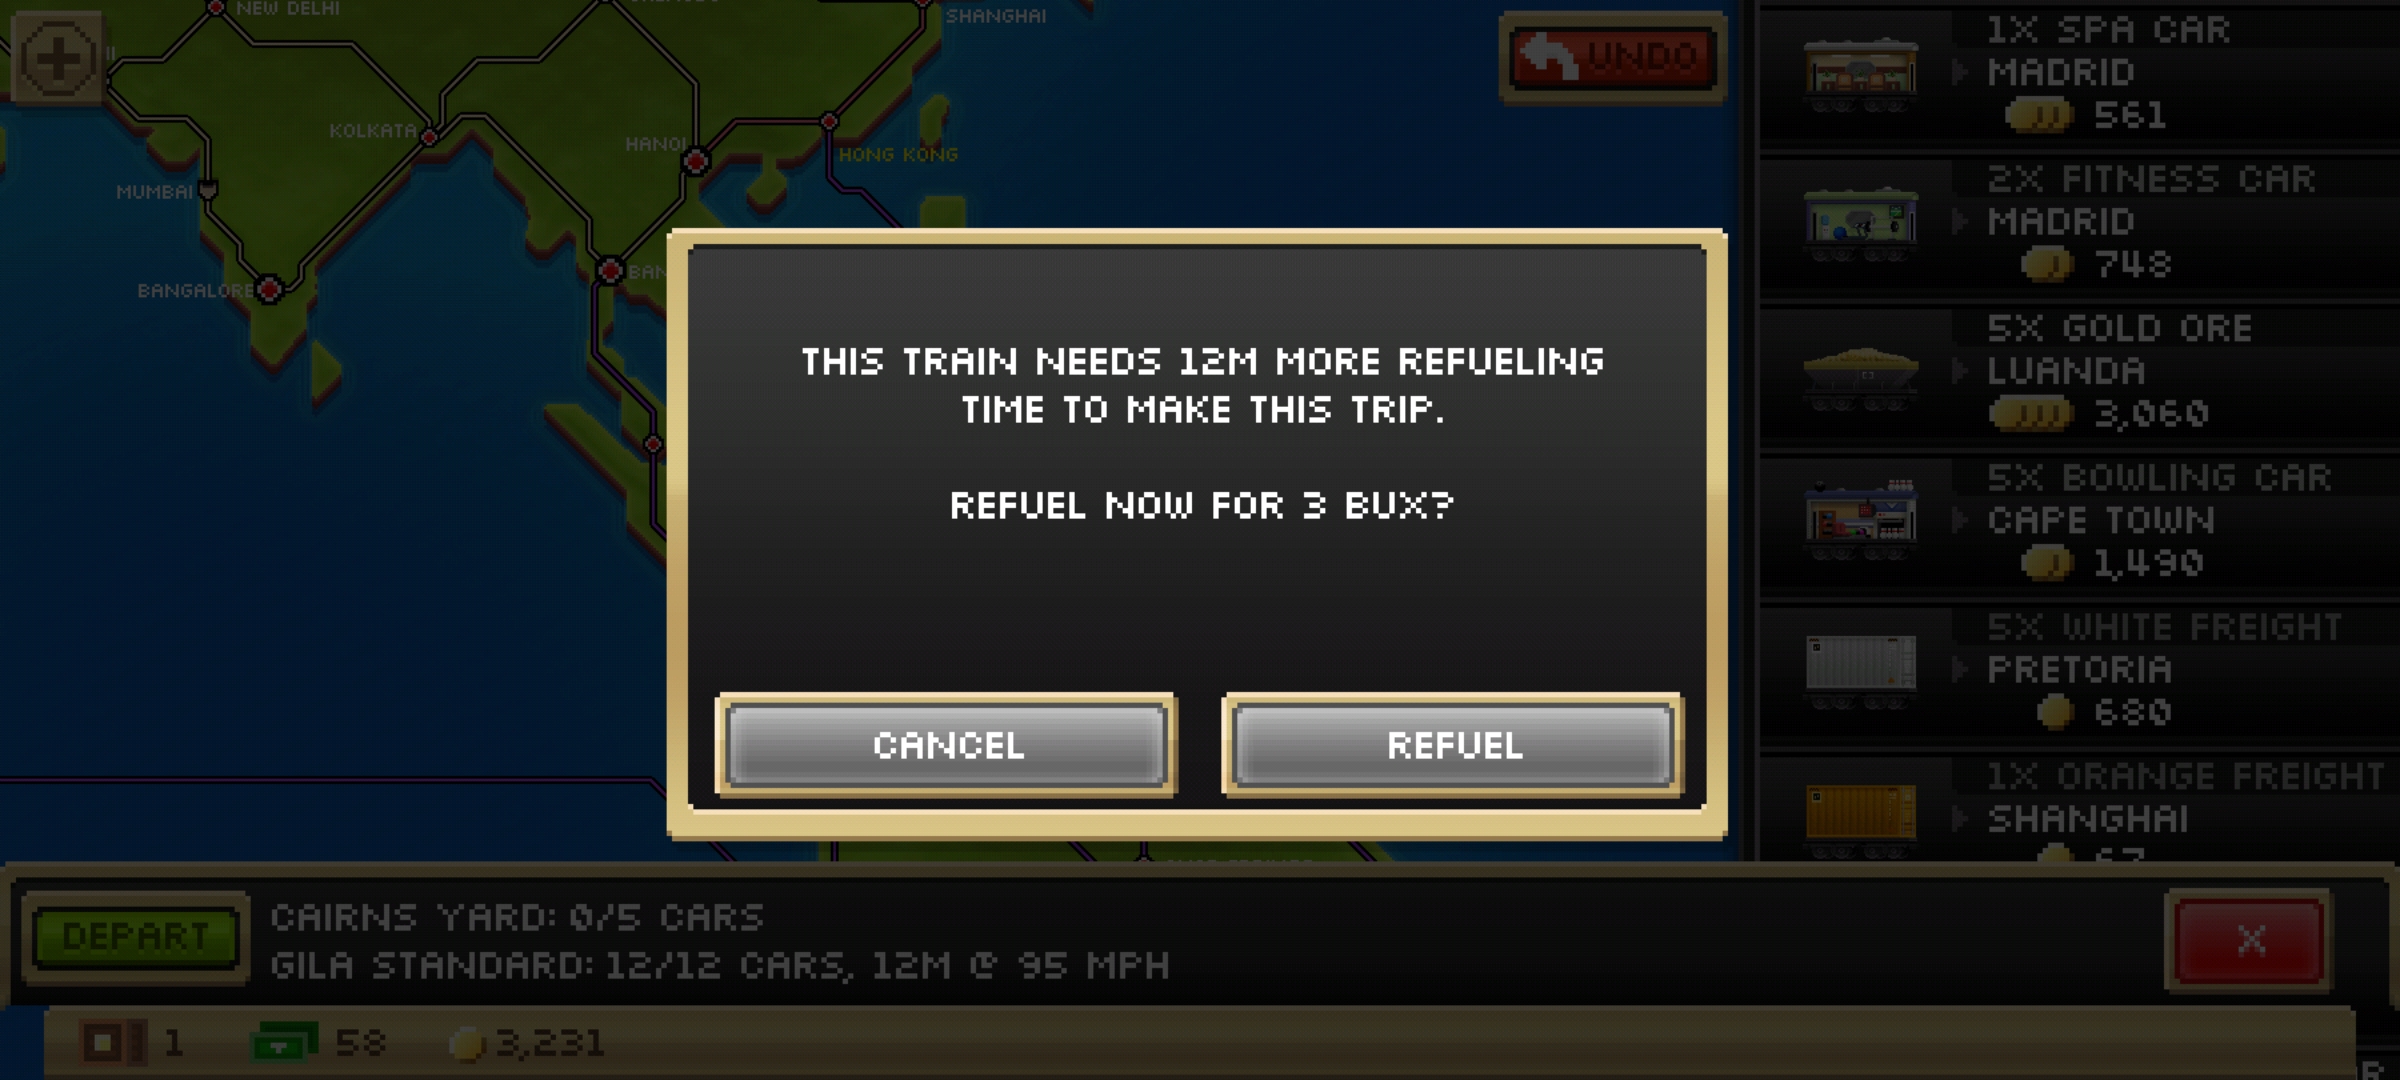 NEW DELHI
SHANGHAI
KOLKATA
HANOI
HONG KONG
MUMBAI
BANGALORE
UNDO
1X SPA CAR
MADRID
561
2X FITNESS CAR
MADRID
748
5X GOLD ORE
LUANDA
3,060
5X BOWLING CAR
CAPE TOWN
1,490
5X WHITE FREIGHT
PRETORIA
680
1X ORANGE FREIGHT
SHANGHAI
67
THIS TRAIN NEEDS 12M MORE REFUELING
TIME TO MAKE THIS TRIP.
REFUEL NOW FOR 3 BUX?
CANCEL
REFUEL
DEPART
CAIRNS YARD: 0/5 CARS
GILA STANDARD: 12/12 CARS, 12M @ 95 MPH
X
1
58
3,231